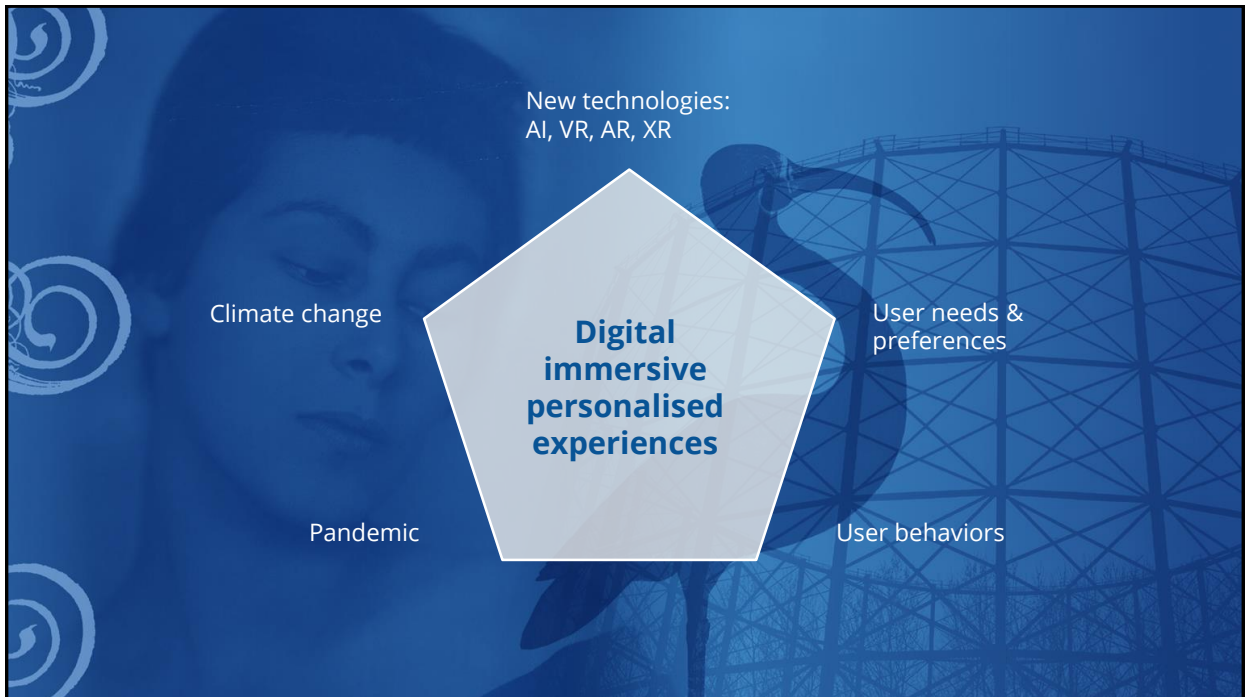 New technologies:
AI, VR, AR, XR
Climate change
Digital
immersive
personalised
experiences
User needs &
preferences
Pandemic
User behaviors